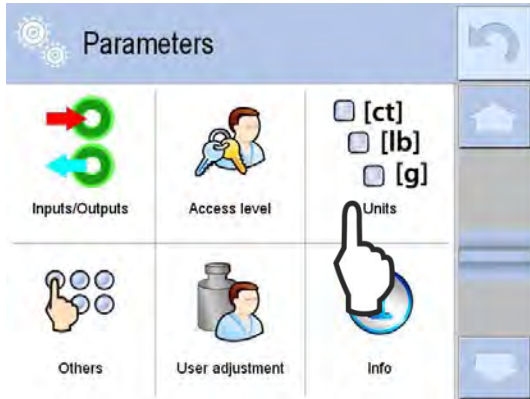 Parameters
[ct]
[lb]
[g]
Inputs/Outputs
Access level
Units
Others
User adjustment
Info